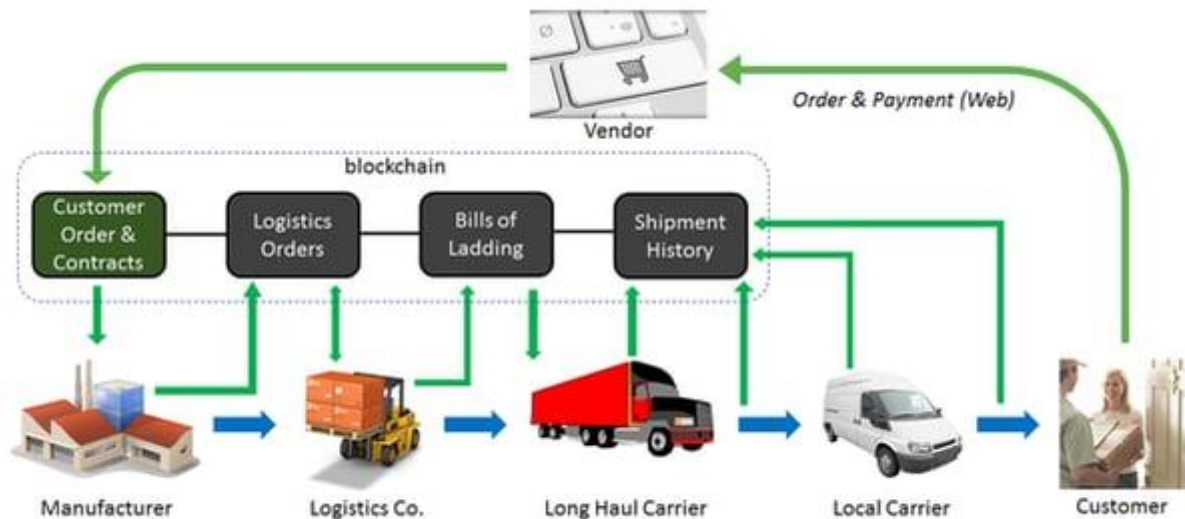 Vendor
Order & Payment (Web)
blockchain
Customer
Order &
Contracts
Logistics
Orders
Bills of
Ladding
Shipment
History
Manufacturer
Logistics Co.
Long Haul Carrier
Local Carrier
Customer